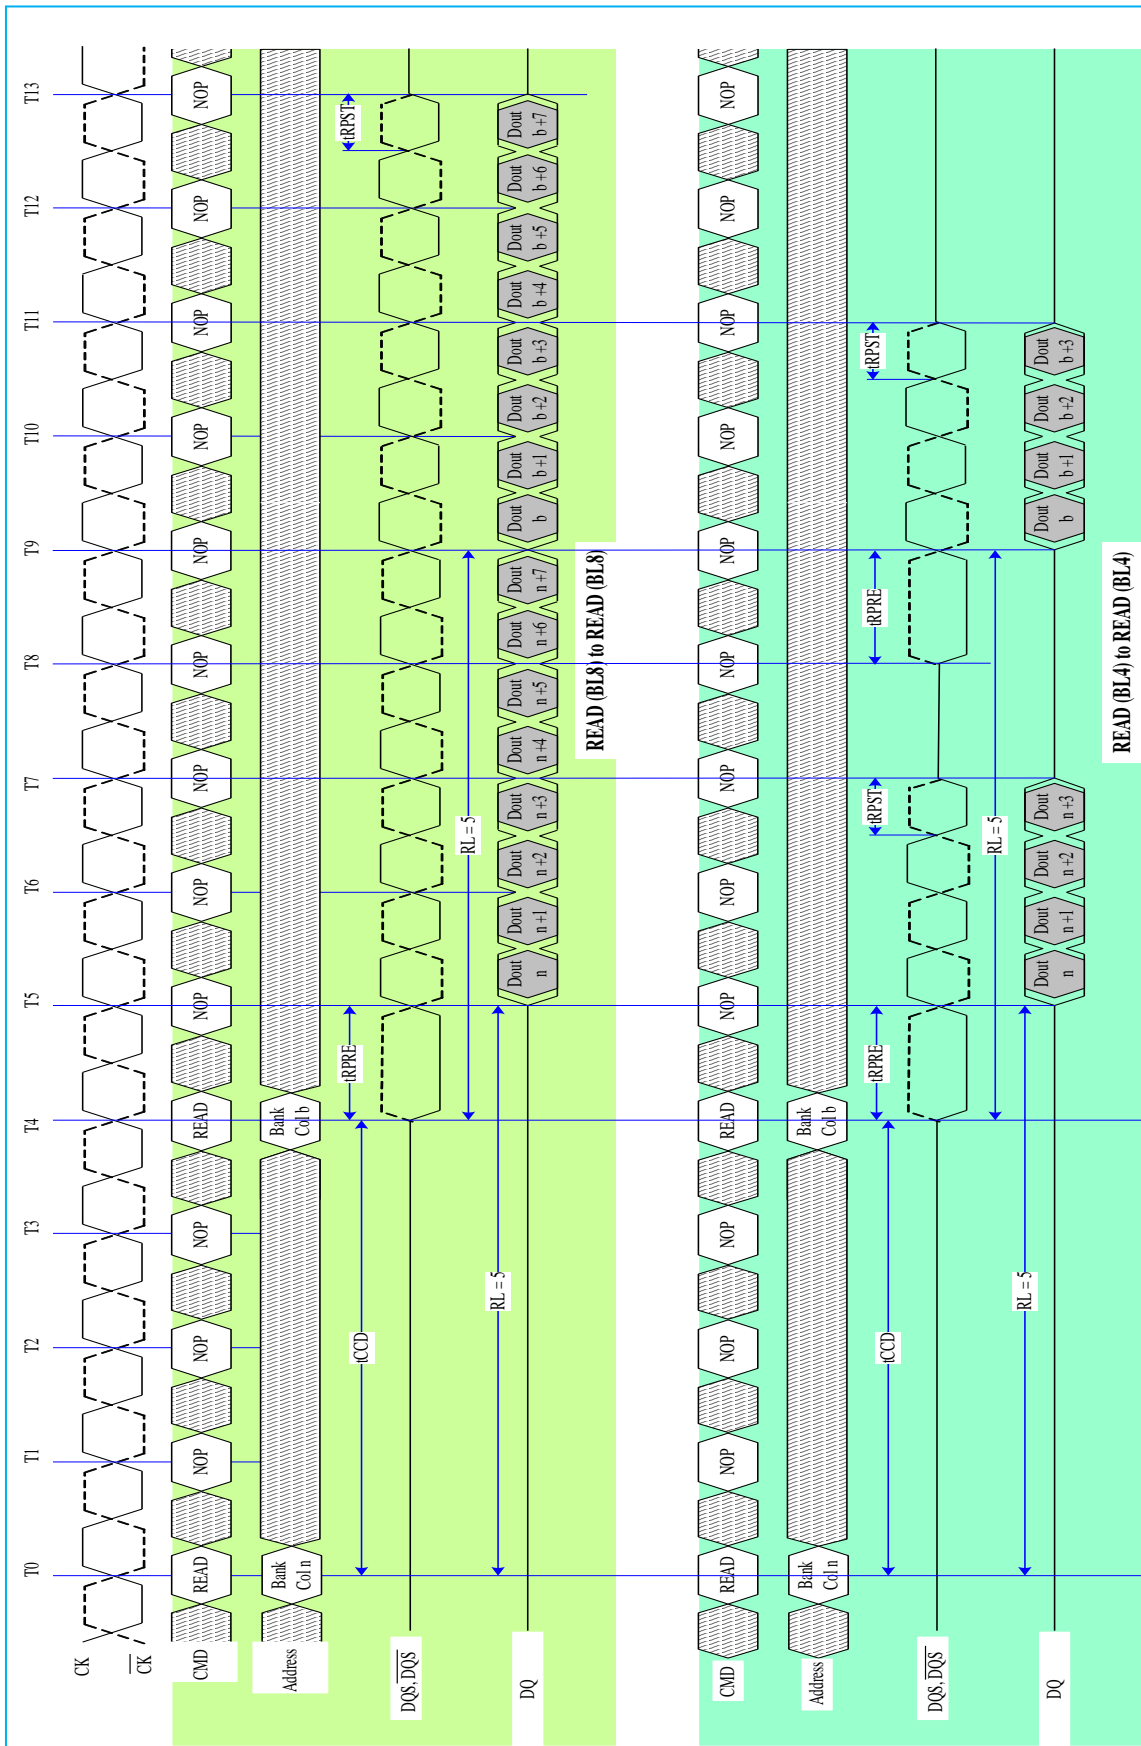 T0 T1 T2 T3 T4 T5 T6 T7 T8 T9 T10 T11 T12 T13
CK
CK
CMD READ NOP NOP NOP READ NOP NOP NOP NOP NOP NOP NOP NOP NOP
Address Bank Col n Bank Col b
tCCD tRPRE tRPST
DQS, DQS
RL = 5
DQ Dout n Dout n+1 Dout n+2 Dout n+3 Dout n+4 Dout n+5 Dout n+6 Dout n+7 Dout b Dout b+1 Dout b+2 Dout b+3 Dout b+4 Dout b+5 Dout b+6 Dout b+7
RL = 5
READ (BL8) to READ (BL8)
CMD READ NOP NOP NOP READ NOP NOP NOP NOP NOP NOP NOP NOP NOP
Address Bank Col n Bank Col b
tCCD tRPRE tRPST tRPRE tRPST
DQS, DQS
RL = 5
RL = 5
DQ Dout n Dout n+1 Dout n+2 Dout n+3 Dout b Dout b+1 Dout b+2 Dout b+3
READ (BL4) to READ (BL4)